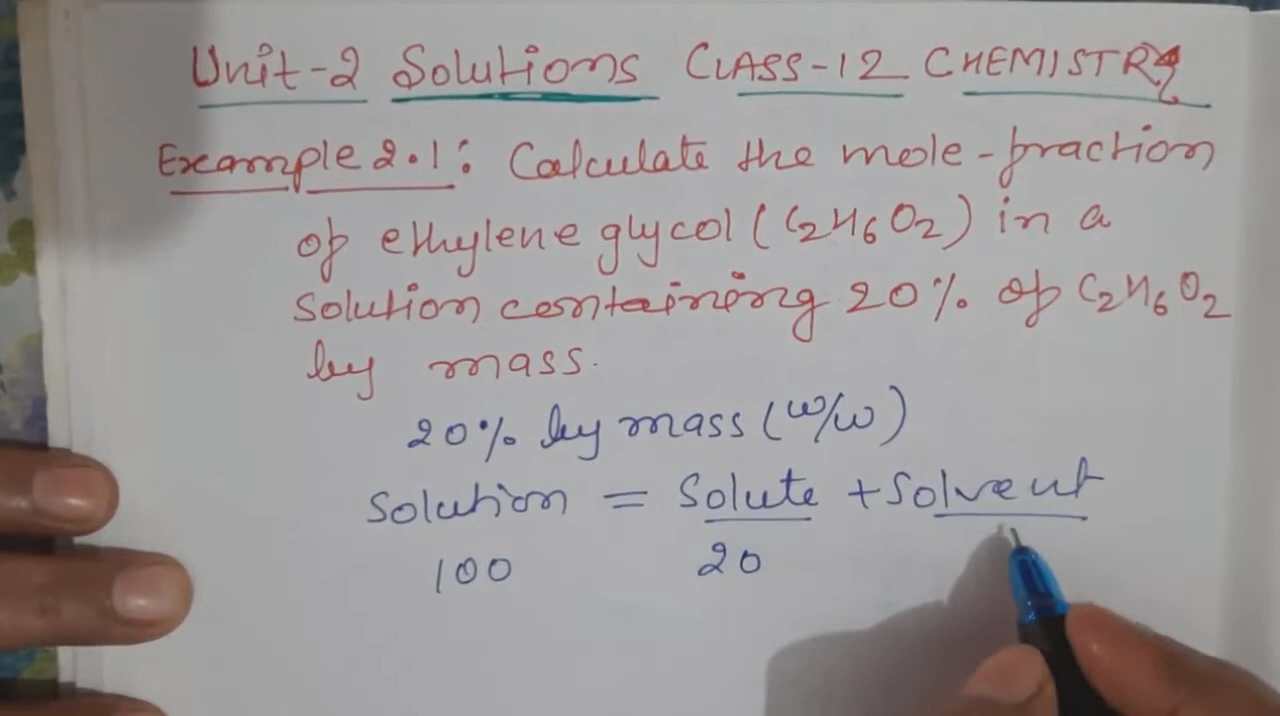 Unit-2 Solutions CLASS-12 CHEMISTRY
Example 2.1: Calculate the mole-fraction
of ethylene glycol (C2H6O2) in a
solution containing 20% of C2H6O2
by mass.
20% by mass (w/w)
Solution = Solute + Solvent
100 20